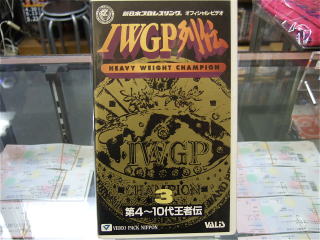 新日本プロレスリング オフィシャル・ビデオ
IWGP列伝
HEAVY WEIGHT CHAMPION
IWGP
CHAMPION
3
第4～10代王者伝
VIDEO PACK NIPPON
VALiS